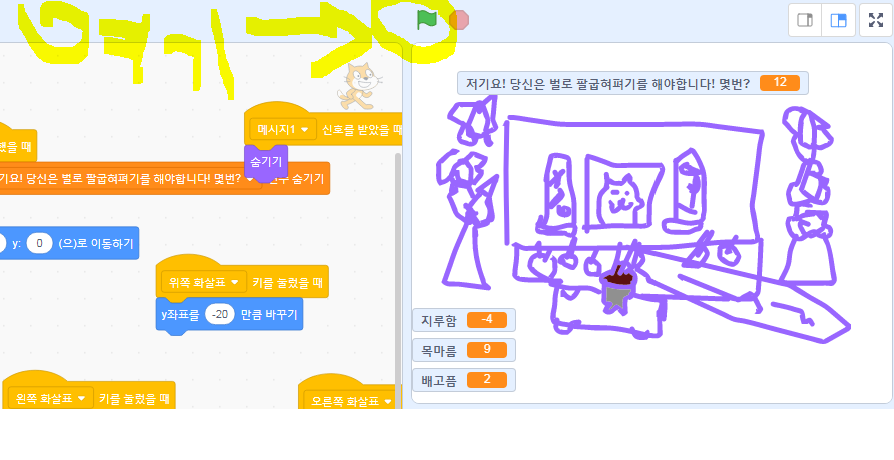 여기→
저기요! 당신은 벌로 팔굽혀펴기를 해야합니다! 몇번? 12
메시지1 신호를 받았을 때
했을 때
숨기기
기요! 당신은 벌로 팔굽혀펴기를 해야합니다! 몇번? 변수 숨기기
y: 0 (으)로 이동하기
위쪽 화살표 키를 눌렀을 때
y좌표를 -20 만큼 바꾸기
지루함 -4
목마름 9
배고픔 2
왼쪽 화살표 키를 눌렀을 때
오른쪽 화살표